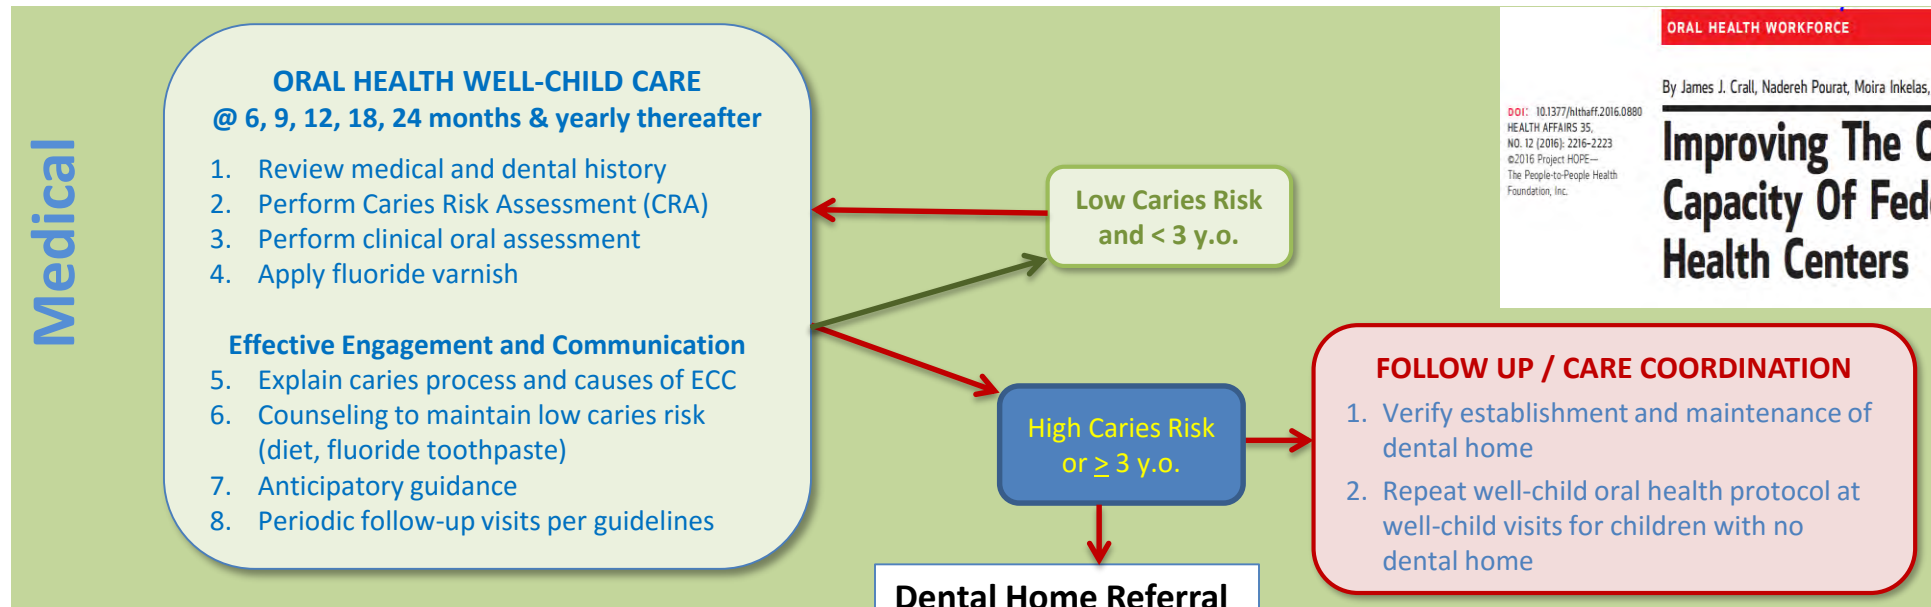 Medical
ORAL HEALTH WELL-CHILD CARE
@ 6, 9, 12, 18, 24 months & yearly thereafter
1. Review medical and dental history
2. Perform Caries Risk Assessment (CRA)
3. Perform clinical oral assessment
4. Apply fluoride varnish
Effective Engagement and Communication
5. Explain caries process and causes of ECC
6. Counseling to maintain low caries risk
(diet, fluoride toothpaste)
7. Anticipatory guidance
8. Periodic follow-up visits per guidelines
Low Caries Risk
and < 3 y.o.
High Caries Risk
or ≥ 3 y.o.
Dental Home Referral
FOLLOW UP / CARE COORDINATION
1. Verify establishment and maintenance of
dental home
2. Repeat well-child oral health protocol at
well-child visits for children with no
dental home
ORAL HEALTH WORKFORCE
By James J. Crall, Nadereh Pourat, Moira Inkelas,
DOI: 10.1377/hlthaff.2016.0880
HEALTH AFFAIRS 35,
NO. 12 (2016): 2216–2223
©2016 Project HOPE—
The People-to-People Health
Foundation, Inc.
Improving The
Capacity Of
Health Centers